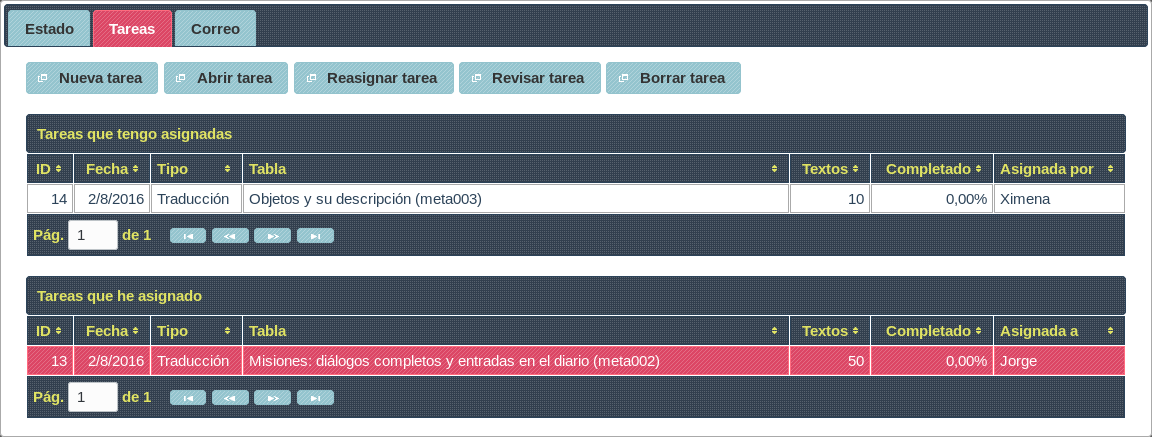 Estado Tareas Correo
Nueva tarea Abrir tarea Reasignar tarea Revisar tarea Borrar tarea
Tareas que tengo asignadas
ID Fecha Tipo Tabla Textos Completado Asignada por
14 2/8/2016 Traducción Objetos y su descripción (meta003) 10 0,00% Ximena
Pág. 1 de 1
Tareas que he asignado
ID Fecha Tipo Tabla Textos Completado Asignada a
13 2/8/2016 Traducción Misiones: diálogos completos y entradas en el diario (meta002) 50 0,00% Jorge
Pág. 1 de 1